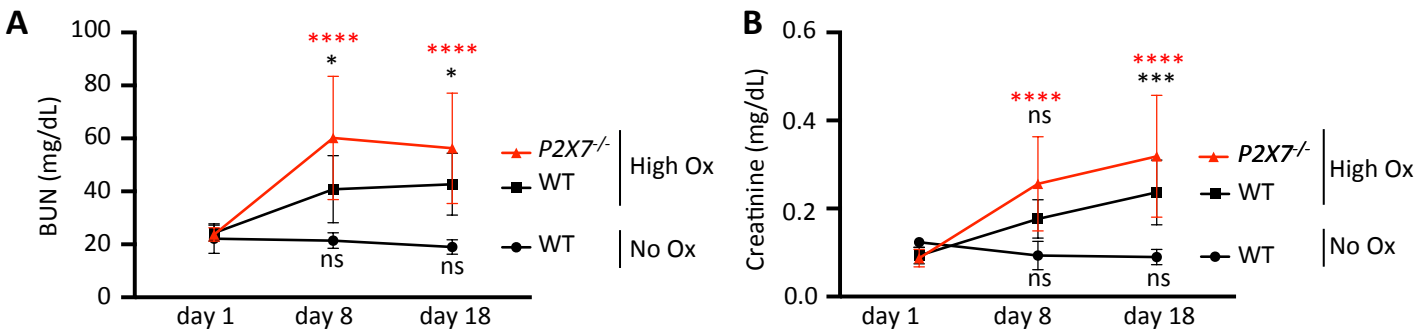 A
BUN (mg/dL)
100
80
60
40
20
0
****
*
****
*
ns
ns
day 1 day 8 day 18
P2X7-/-
WT
High Ox
WT
No Ox
B
Creatinine (mg/dL)
0.6
0.4
0.2
0.0
****
ns
****
***
ns
ns
day 1 day 8 day 18
P2X7-/-
WT
High Ox
WT
No Ox